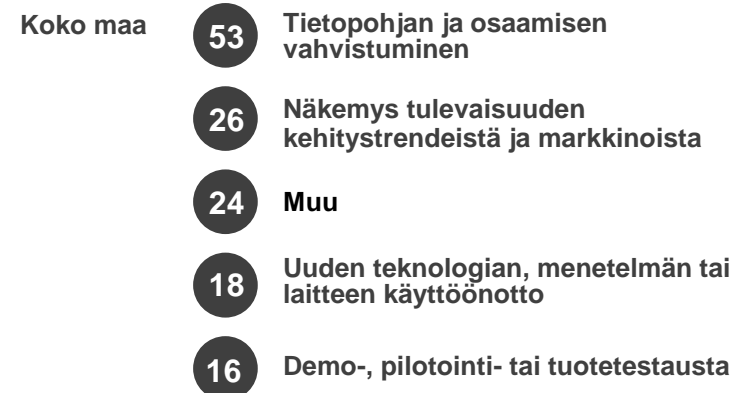 Koko maa
53
Tietopohjan ja osaamisen
vahvistuminen
26
Näkemys tulevaisuuden
kehitystrendeistä ja markkinoista
24
Muu
18
Uuden teknologian, menetelmän tai
laitteen käyttöönotto
16
Demo-, pilotointi- tai tuotetestausta